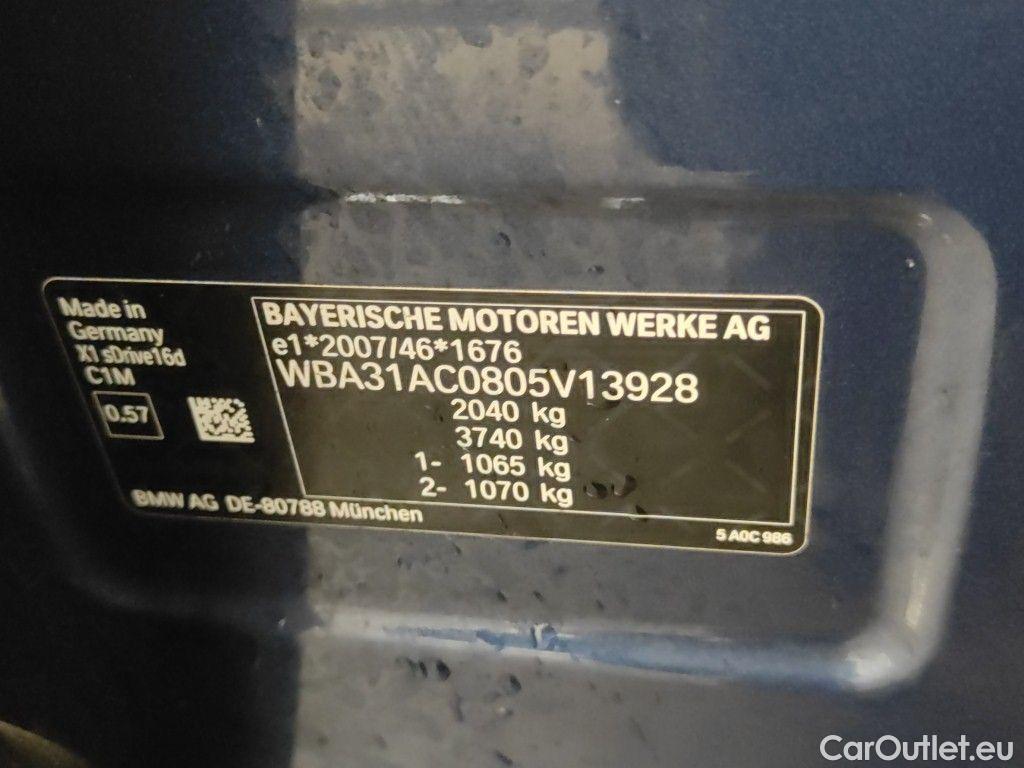 Made in
Germany
X1 sDrive16d
C1M
0.57
BAYERISCHE MOTOREN WERKE AG
e1*2007/46*1676
WBA31AC0805V13928
2040 kg
3740 kg
1- 1065 kg
2- 1070 kg
BMW AG DE-80788 München
5 A0C 986
CarOutlet.eu